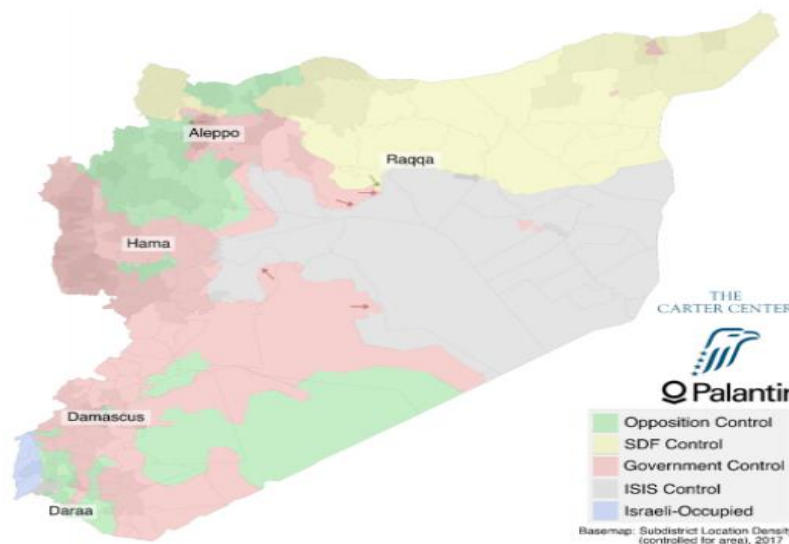 Aleppo
Raqqa
Hama
Damascus
Daraa
THE
CARTER CENTER
Palantir
Opposition Control
SDF Control
Government Control
ISIS Control
Israeli-Occupied
Basemap: Subdistrict Location Density
(controlled for area), 2017